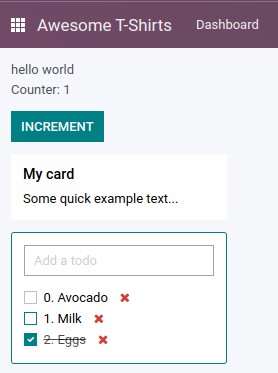 Awesome T-Shirts Dashboard
hello world
Counter: 1
INCREMENT
My card
Some quick example text...
Add a todo
0. Avocado
1. Milk
2. Eggs